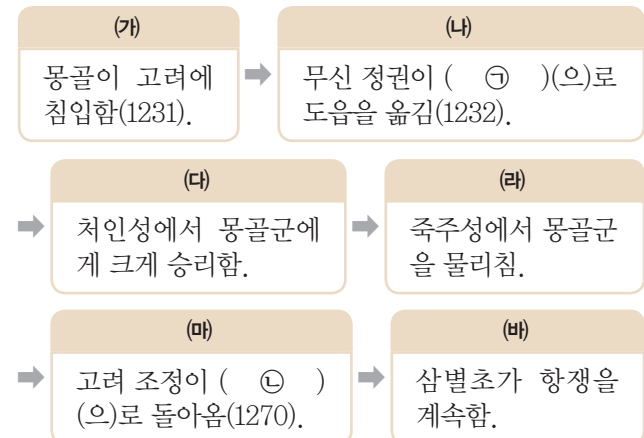 (가)
몽골이 고려에
침입함(1231).
➡
(나)
무신 정권이 ( ㉠ )(으)로
도읍을 옮김(1232).
➡
(다)
처인성에서 몽골군에
게 크게 승리함.
➡
(라)
죽주성에서 몽골군
을 물리침.
➡
(마)
고려 조정이 ( ㉡ )
(으)로 돌아옴(1270).
➡
(바)
삼별초가 항쟁을
계속함.